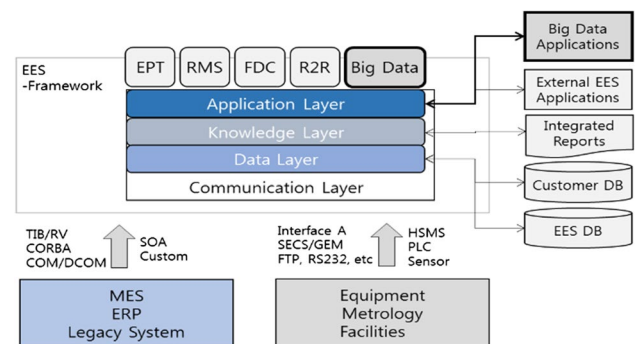 Big Data
Applications
EES
-Framework
EPT
RMS
FDC
R2R
Big Data
External EES
Applications
Application Layer
Knowledge Layer
Integrated
Reports
Data Layer
Communication Layer
Customer DB
EES DB
TIB/RV
CORBA
COM/DCOM
SOA
Custom
Interface A
SECS/GEM
FTP, RS232, etc
HSMS
PLC
Sensor
MES
ERP
Legacy System
Equipment
Metrology
Facilities